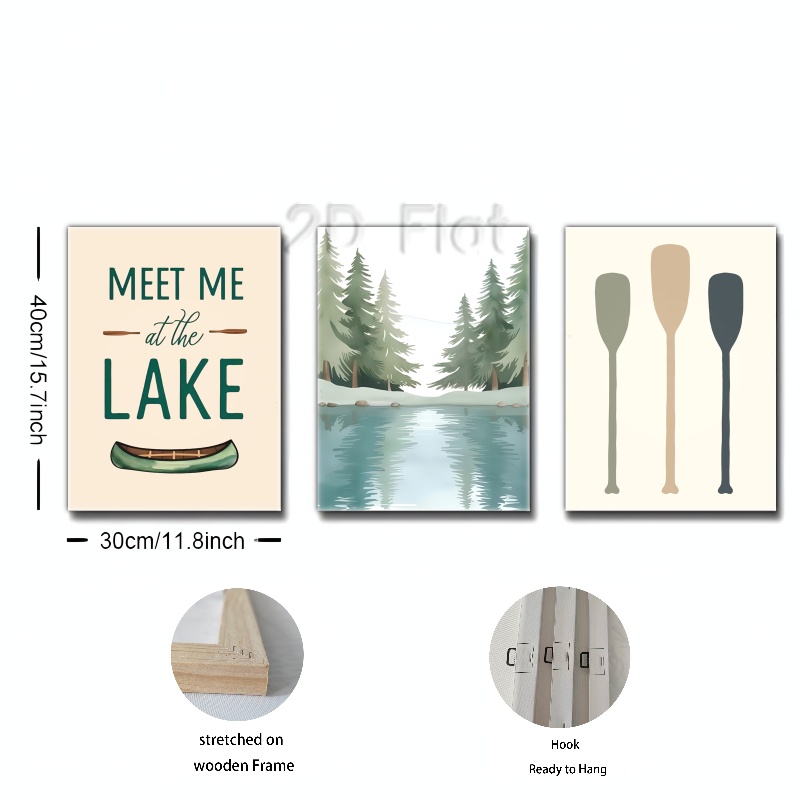 2D Flat
MEET ME
at the
LAKE
40cm/15.7inch
30cm/11.8inch
stretched on
wooden Frame
Hook
Ready to Hang